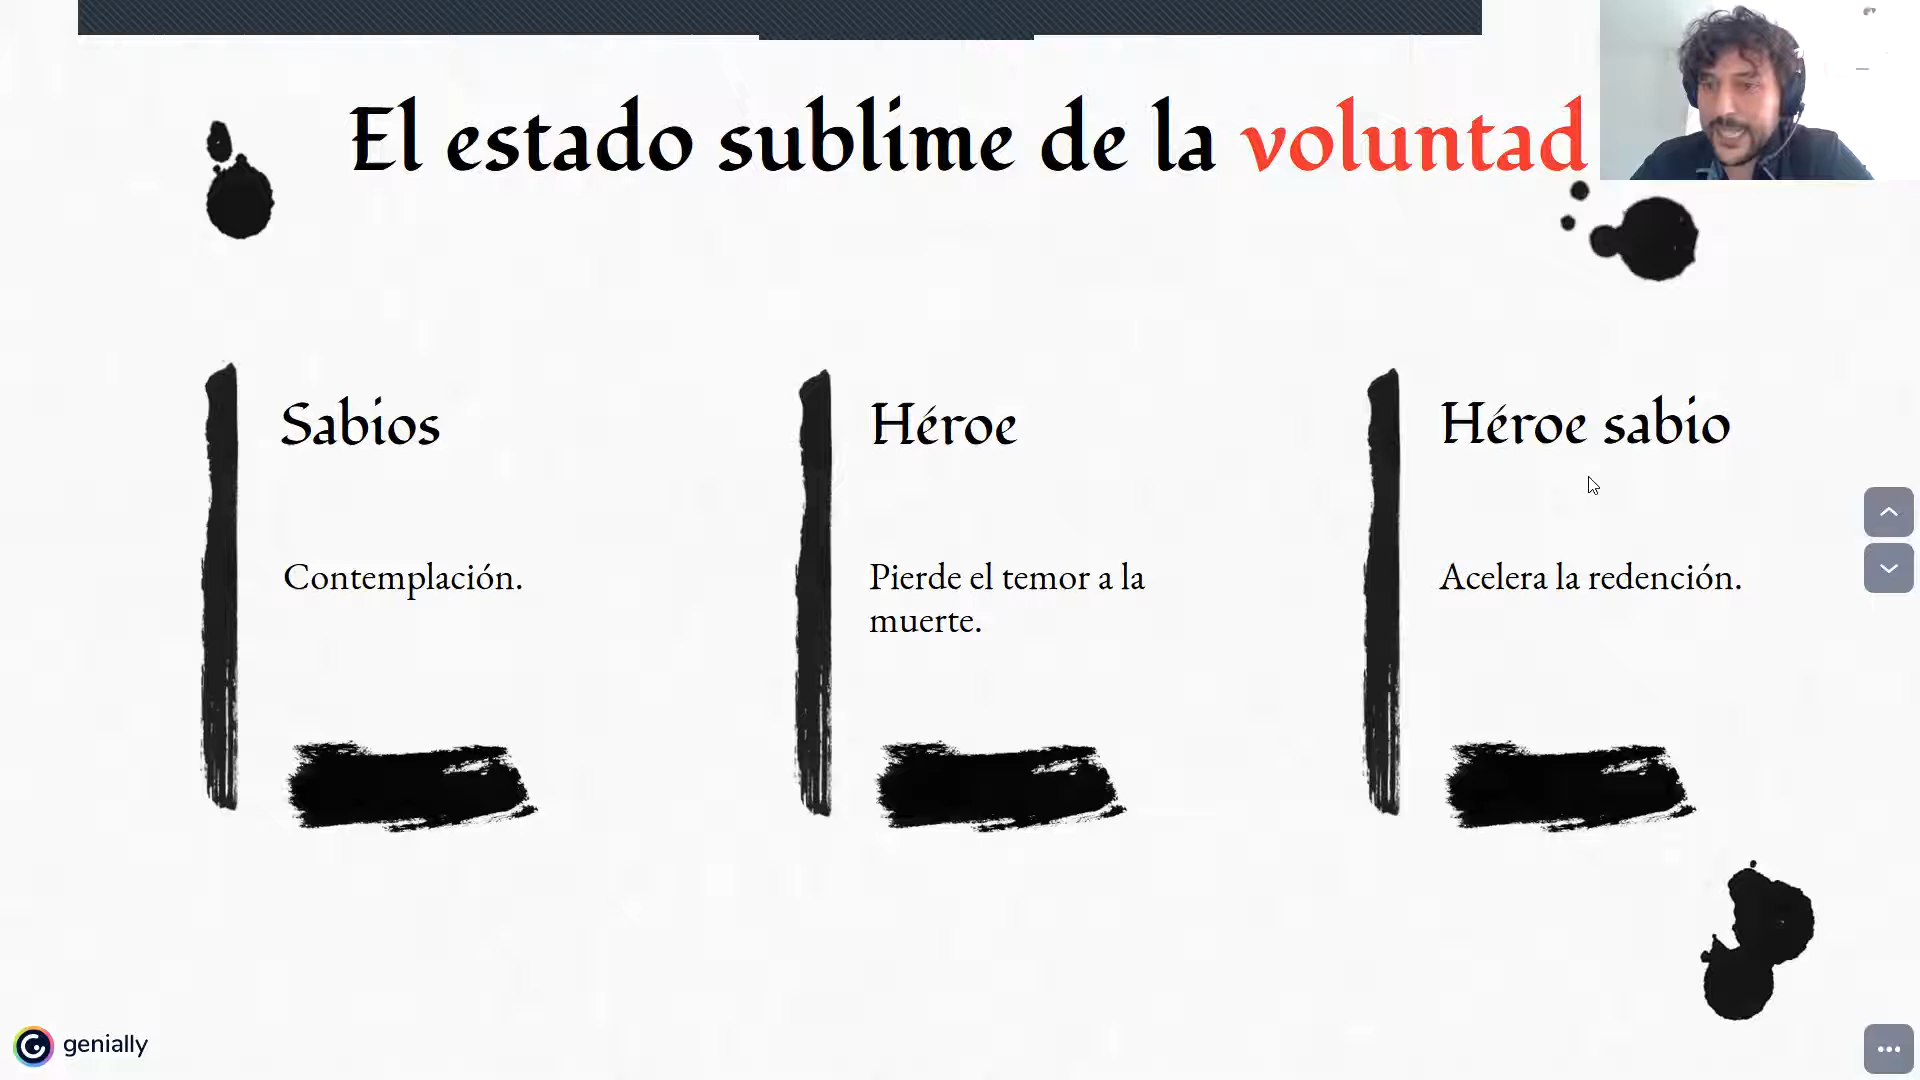 El estado sublime de la voluntad
Sabios
Contemplación.
Héroe
Pierde el temor a la
muerte.
Héroe sabio
Acelera la redención.
genially